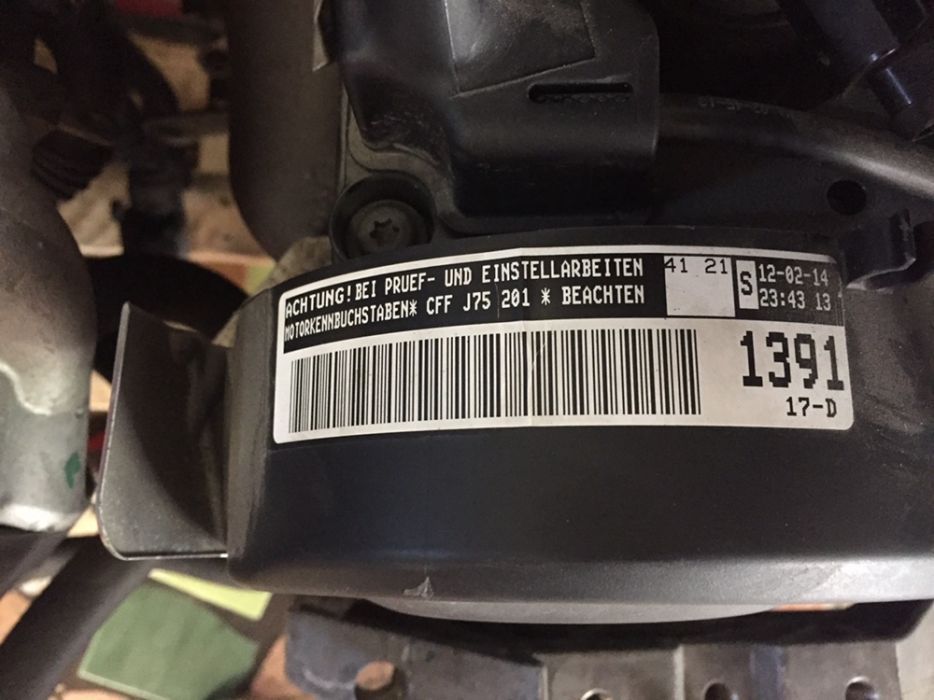 ACHTUNG! BEI PRUEF- UND EINSTELLARBEITEN
MOTORKENNBUCHSTABEN* CFF J75 201 * BEACHTEN
41 21
S
12-02-14
23:43 13
1391
17-D